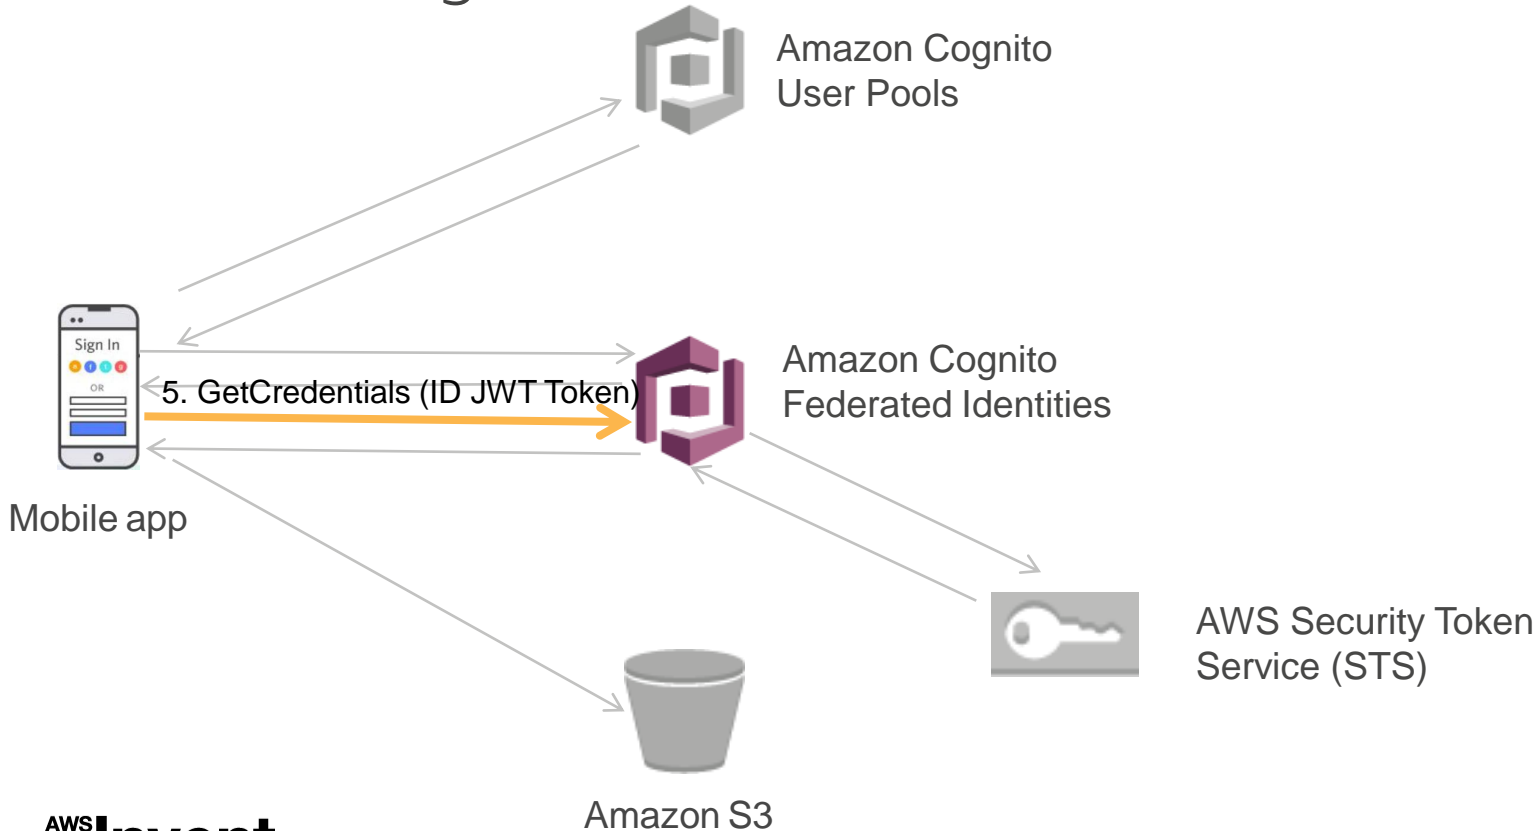 Amazon Cognito
User Pools
Sign In
OR
5. GetCredentials (ID JWT Token)
Amazon Cognito
Federated Identities
Mobile app
AWS Security Token
Service (STS)
Amazon S3
AWS